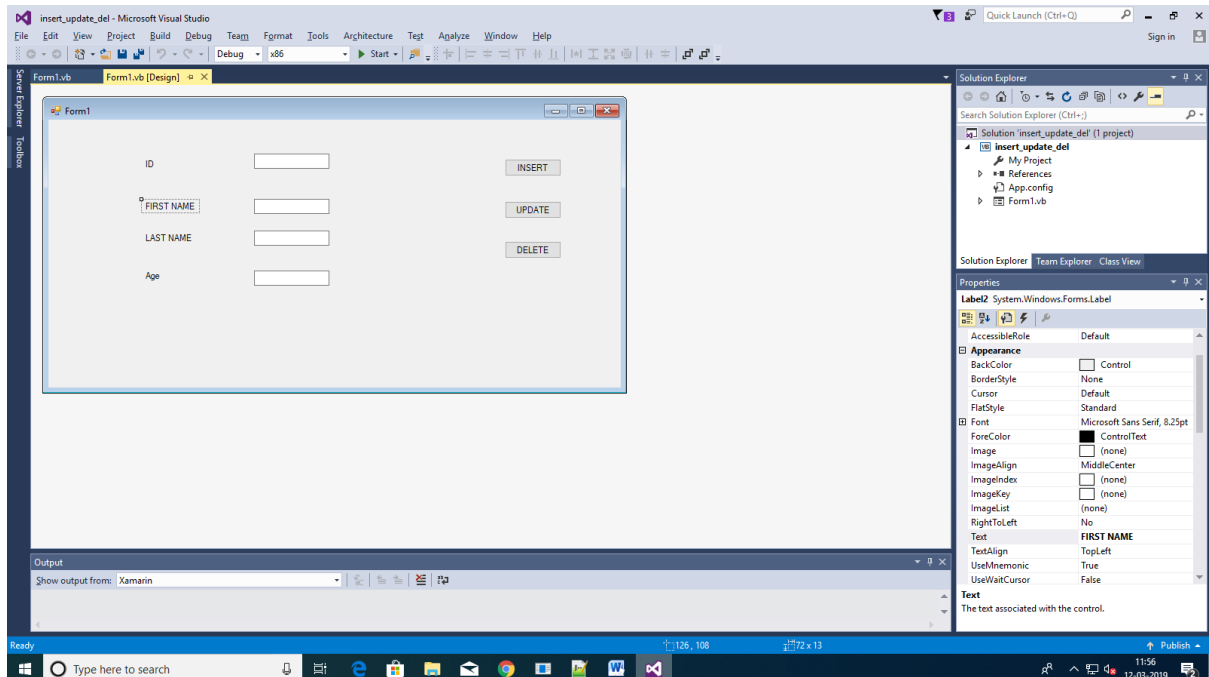 insert_update_del - Microsoft Visual Studio
3
Quick Launch (Ctrl+Q)
File Edit View Project Build Debug Team Format Tools Architecture Test Analyze Window Help
Sign in
Debug x86 Start
Server Explorer
Toolbox
Form1.vb Form1.vb [Design]
Form1
ID
INSERT
FIRST NAME
UPDATE
LAST NAME
DELETE
Age
Solution Explorer
Search Solution Explorer (Ctrl+;)
Solution 'insert_update_del' (1 project)
VB insert_update_del
My Project
References
App.config
Form1.vb
Solution Explorer Team Explorer Class View
Properties
Label2 System.Windows.Forms.Label
AccessibleRole Default
Appearance
BackColor Control
BorderStyle None
Cursor Default
FlatStyle Standard
Font Microsoft Sans Serif, 8.25pt
ForeColor ControlText
Image (none)
ImageAlign MiddleCenter
ImageIndex (none)
ImageKey (none)
ImageList (none)
RightToLeft No
Text FIRST NAME
TextAlign TopLeft
UseMnemonic True
UseWaitCursor False
Text
The text associated with the control.
Output
Show output from: Xamarin
Ready
126 , 108
72 x 13
Publish
Type here to search
11:56
12-03-2019